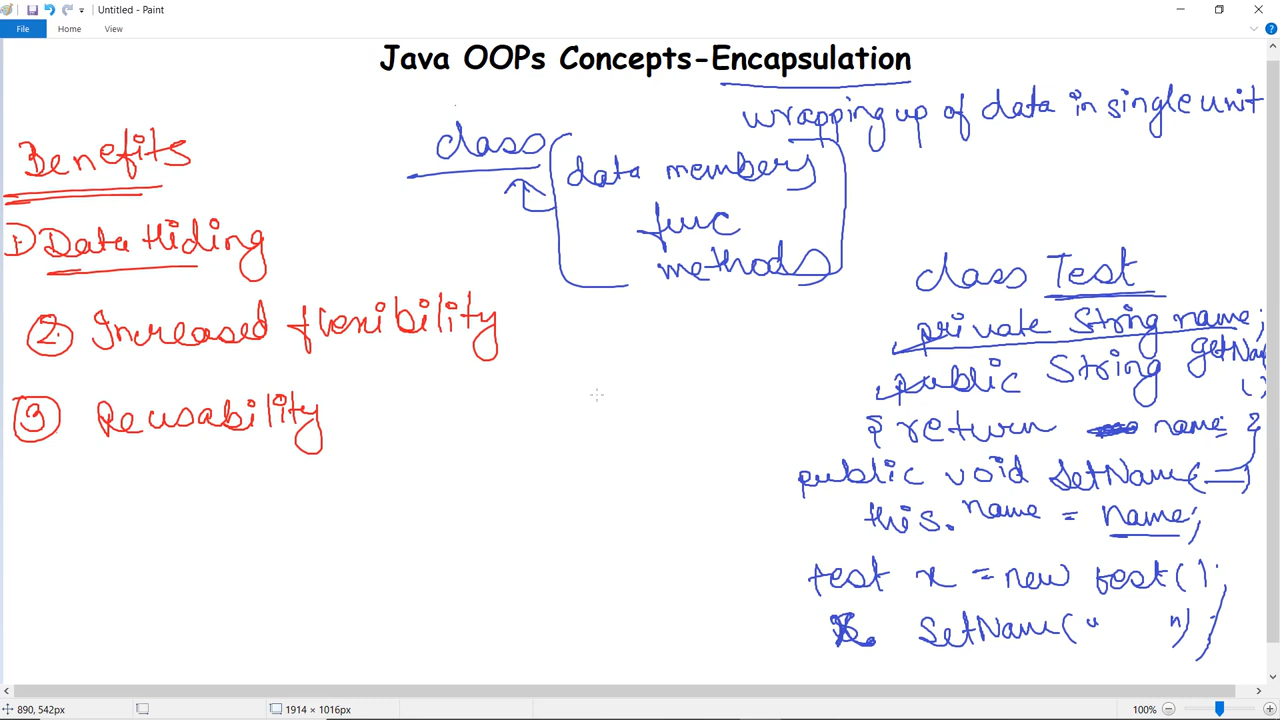 Untitled - Paint
File Home View
Java OOPs Concepts-Encapsulation
wrapping up of data in single unit
class
data members
func
methods
Benefits
1) Data Hiding
2. Increased flexibility
3 Reusability
class Test
private String name;
public String getNa
()
{ return name }
public void SetName( )
this. name = name;
test x = new test();
x. SetName(" ");
890, 542px
1914 × 1016px
100%